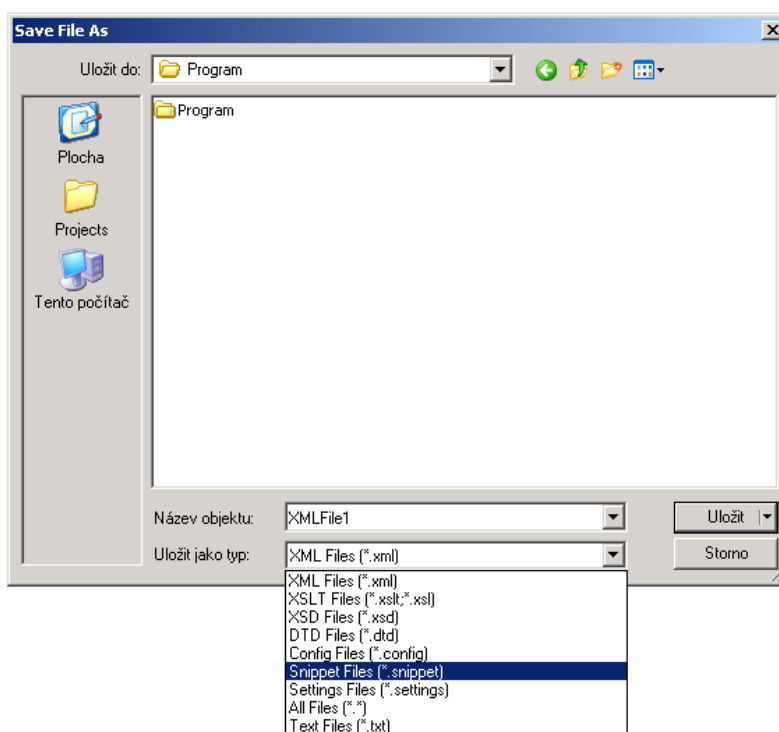 Save File As
Uložit do:
Program
Program
Plocha
Projects
Tento počítač
Název objektu:
XMLFile1
Uložit
Uložit jako typ:
XML Files (*.xml)
Storno
XML Files (*.xml)
XSLT Files (*.xslt;*.xsl)
XSD Files (*.xsd)
DTD Files (*.dtd)
Config Files (*.config)
Snippet Files (*.snippet)
Settings Files (*.settings)
All Files (*.*)
Text Files (*.txt)